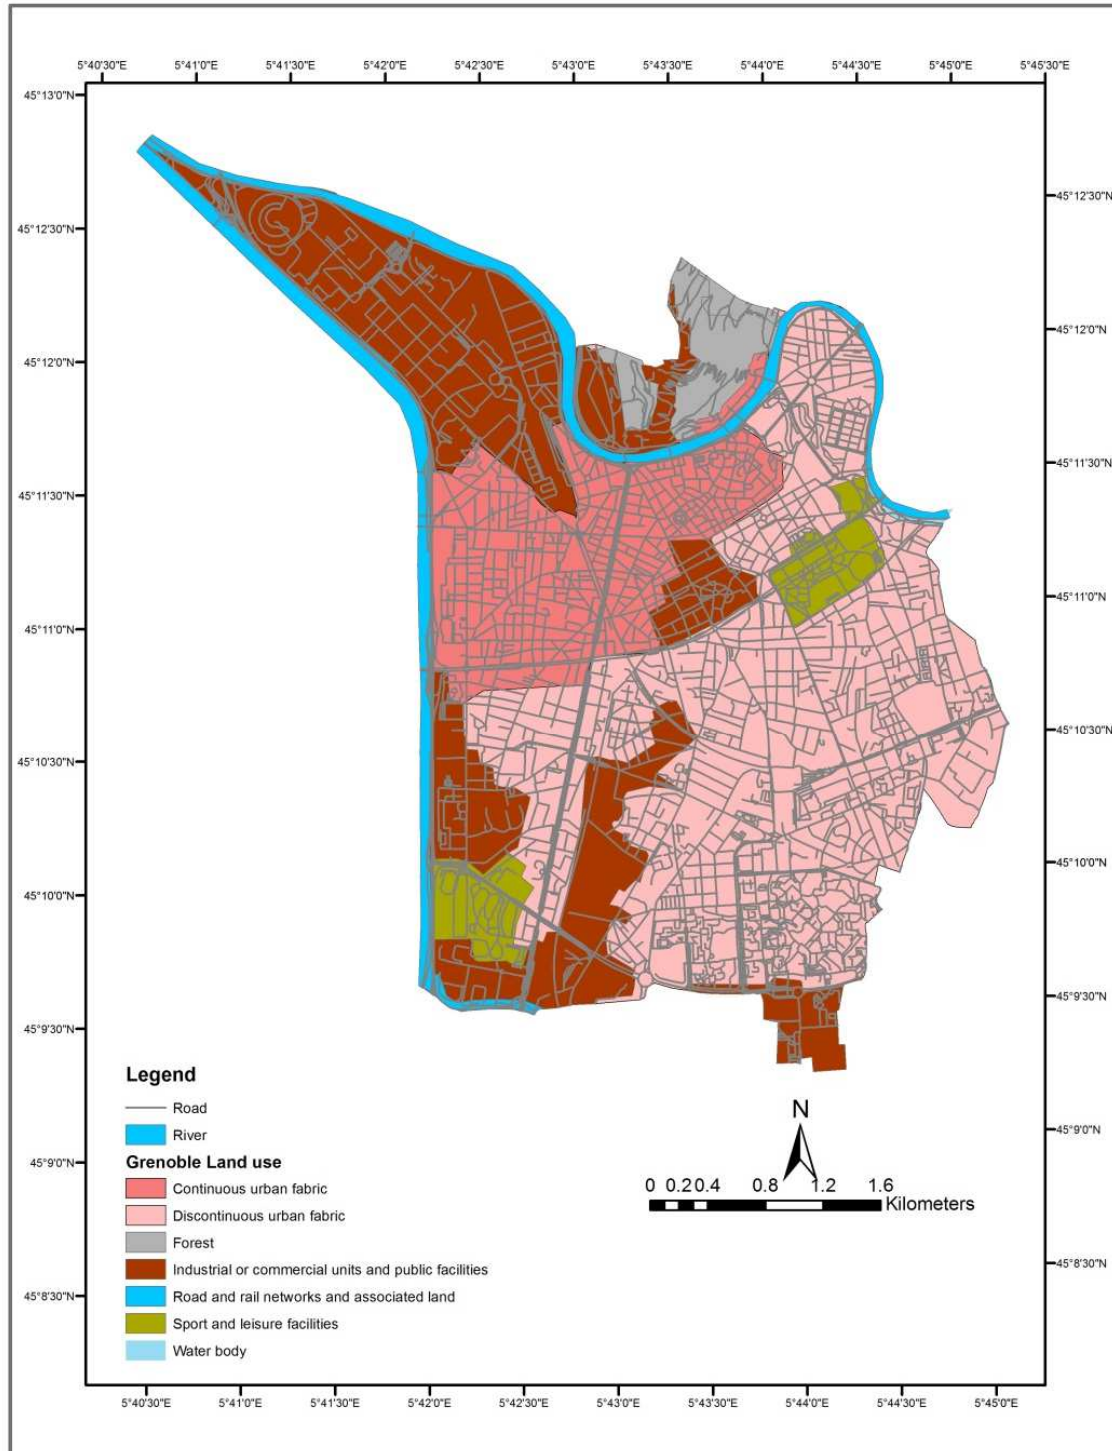 5°40'30"E 5°41'0"E 5°41'30"E 5°42'0"E 5°42'30"E 5°43'0"E 5°43'30"E 5°44'0"E 5°44'30"E 5°45'0"E 5°45'30"E
45°13'0"N
45°12'30"N
45°12'30"N
45°12'0"N
45°12'0"N
45°11'30"N
45°11'30"N
45°11'0"N
45°11'0"N
45°10'30"N
45°10'30"N
45°10'0"N
45°10'0"N
45°9'30"N
45°9'30"N
Legend
Road
River
Grenoble Land use
Continuous urban fabric
Discontinuous urban fabric
Forest
Industrial or commercial units and public facilities
Road and rail networks and associated land
Sport and leisure facilities
Water body
N
0 0.20.4 0.8 1.2 1.6
Kilometers
45°9'0"N
45°9'0"N
45°8'30"N
45°8'30"N
5°40'30"E 5°41'0"E 5°41'30"E 5°42'0"E 5°42'30"E 5°43'0"E 5°43'30"E 5°44'0"E 5°44'30"E 5°45'0"E